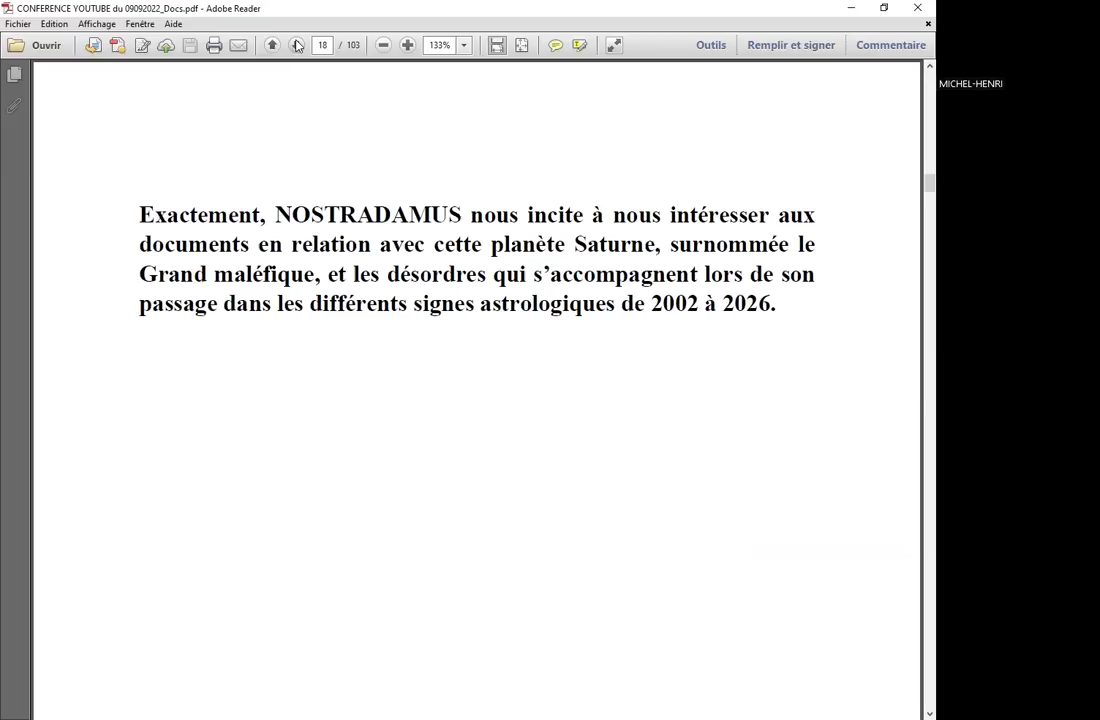 CONFERENCE YOUTUBE du 09092022_Docs.pdf - Adobe Reader
Fichier Edition Affichage Fenêtre Aide
Ouvrir 18 / 103 133% Outils Remplir et signer Commentaire
MICHEL-HENRI
Exactement, NOSTRADAMUS nous incite à nous intéresser aux
documents en relation avec cette planète Saturne, surnommée le
Grand maléfique, et les désordres qui s’accompagnent lors de son
passage dans les différents signes astrologiques de 2002 à 2026.